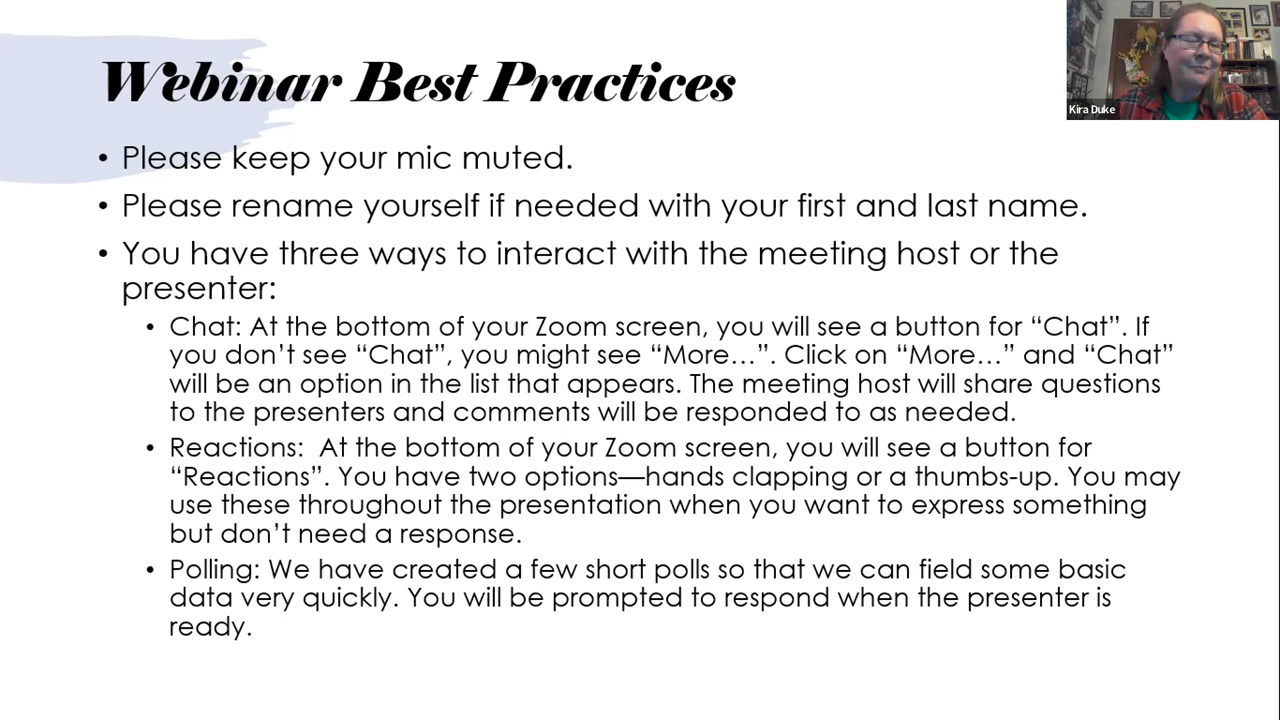 Webinar Best Practices
Kira Duke
• Please keep your mic muted.
• Please rename yourself if needed with your first and last name.
• You have three ways to interact with the meeting host or the
presenter:
• Chat: At the bottom of your Zoom screen, you will see a button for “Chat”. If
you don’t see “Chat”, you might see “More…”. Click on “More…” and “Chat”
will be an option in the list that appears. The meeting host will share questions
to the presenters and comments will be responded to as needed.
• Reactions:  At the bottom of your Zoom screen, you will see a button for
“Reactions”. You have two options—hands clapping or a thumbs-up. You may
use these throughout the presentation when you want to express something
but don’t need a response.
• Polling: We have created a few short polls so that we can field some basic
data very quickly. You will be prompted to respond when the presenter is
ready.